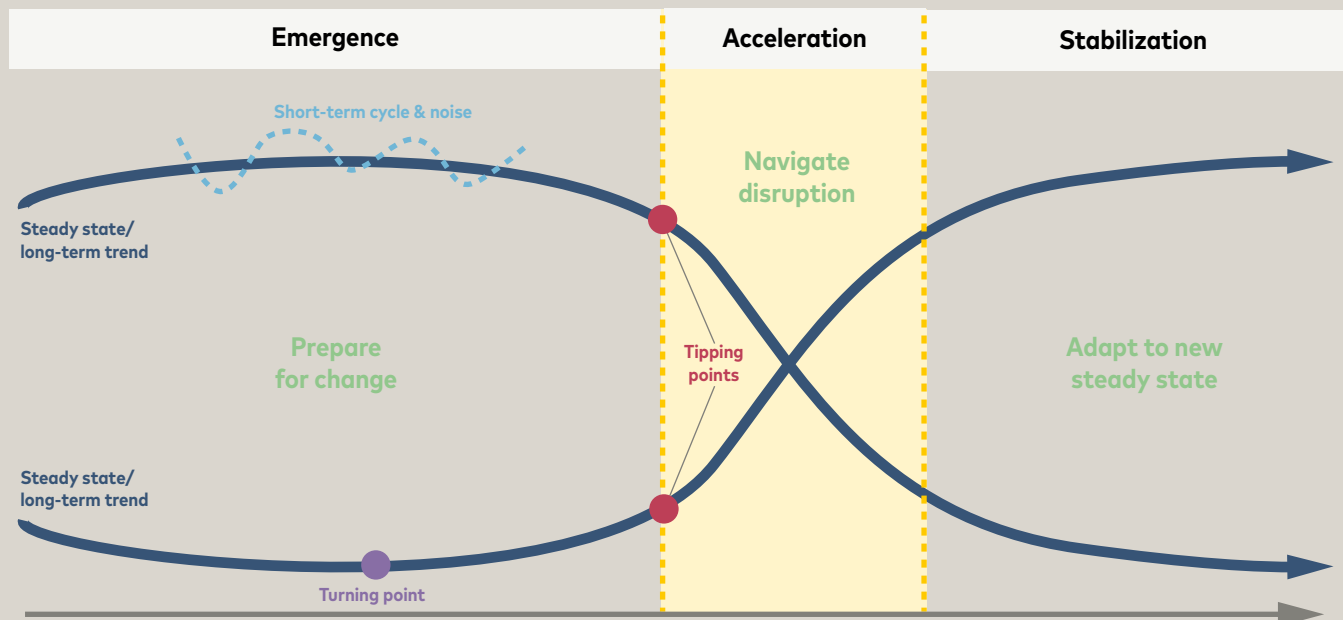 Emergence
Acceleration
Stabilization
Short-term cycle & noise
Navigate
disruption
Steady state/
long-term trend
Prepare
for change
Tipping
points
Adapt to new
steady state
Steady state/
long-term trend
Turning point